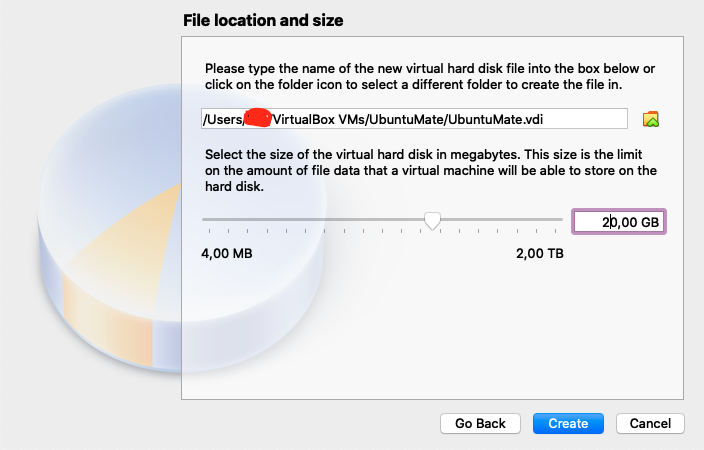 File location and size
Please type the name of the new virtual hard disk file into the box below or
click on the folder icon to select a different folder to create the file in.
/Users/ /VirtualBox VMs/UbuntuMate/UbuntuMate.vdi
Select the size of the virtual hard disk in megabytes. This size is the limit
on the amount of file data that a virtual machine will be able to store on the
hard disk.
20,00 GB
4,00 MB 2,00 TB
Go Back Create Cancel